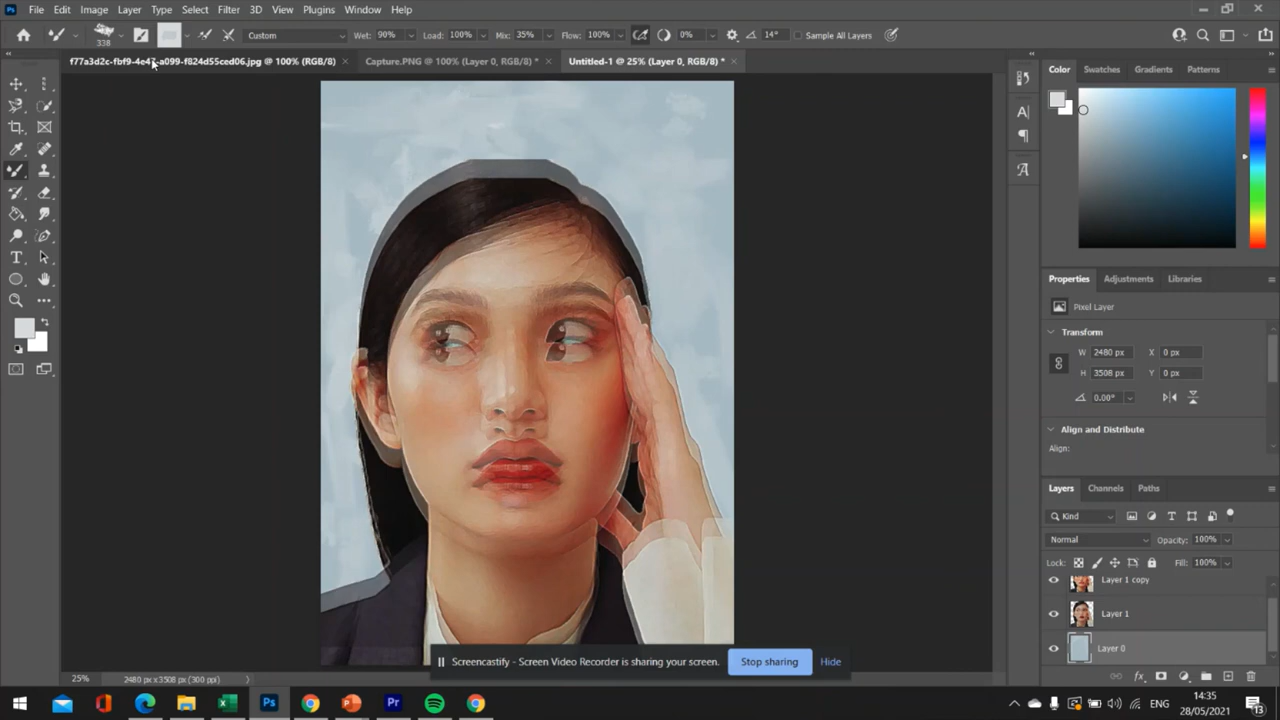 Ps File Edit Image Layer Type Select Filter 3D View Plugins Window Help
338 Custom Wet: 90% Load: 100% Mix: 35% Flow: 100% 0% 14° Sample All Layers
f77a3d2c-fbf9-4e47-a099-f824d55ced06.jpg @ 100% (RGB/8) × Capture.PNG @ 100% (Layer 0, RGB/8) * × Untitled-1 @ 25% (Layer 0, RGB/8) * ×
Color Swatches Gradients Patterns
Properties Adjustments Libraries
Pixel Layer
Transform
W 2480 px X 0 px
H 3508 px Y 0 px
0.00°
Align and Distribute
Align:
Layers Channels Paths
Kind
Normal Opacity: 100%
Lock: Fill: 100%
Layer 1 copy
Layer 1
Layer 0
Screencastify - Screen Video Recorder is sharing your screen. Stop sharing Hide
25% 2480 px x 3508 px (300 ppi)
ENG
14:35
28/05/2021
13